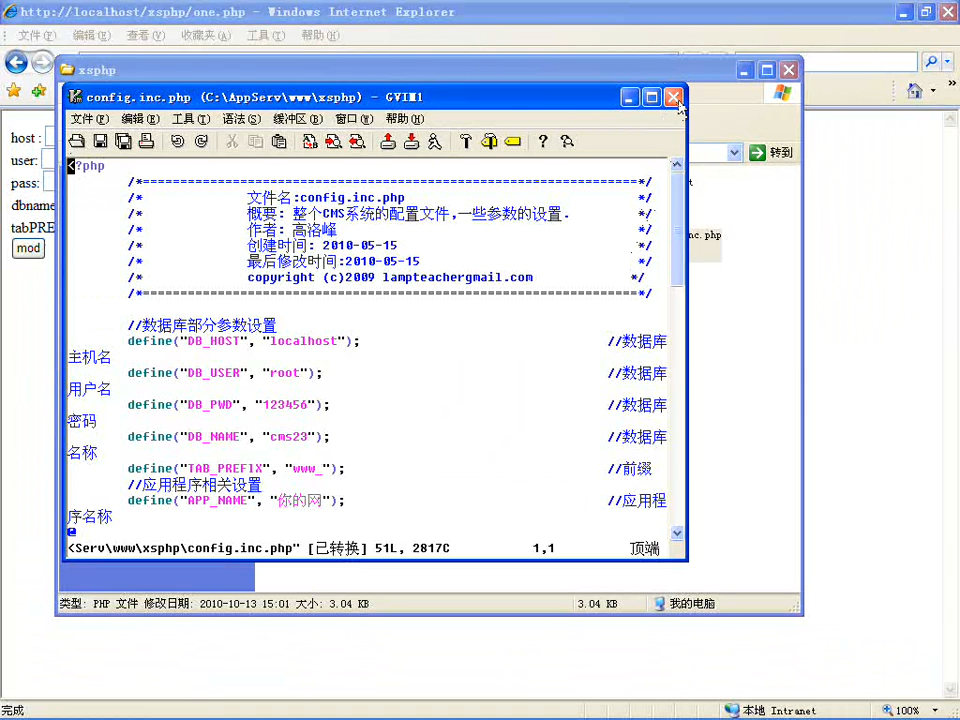 http://localhost/xsphp/one.php - Windows Internet Explorer
文件(F) 编辑(E) 查看(V) 收藏夹(A) 工具(T) 帮助(H)
xsphp
config.inc.php (C:\AppServ\www\xsphp) - GVIM1
文件(F) 编辑(E) 工具(T) 语法(S) 缓冲区(B) 窗口(W) 帮助(H)
转到
host :
user:
pass:
dbname
tabPRE
mod
nc.php
<?php
/*==================================================================*/
/* 文件名:config.inc.php */
/* 概要: 整个CMS系统的配置文件,一些参数的设置. */
/* 作者: 高洛峰 */
/* 创建时间: 2010-05-15 */
/* 最后修改时间:2010-05-15 */
/* copyright (c)2009 lampteachergmail.com */
/*==================================================================*/
//数据库部分参数设置
define("DB_HOST", "localhost"); //数据库
主机名
define("DB_USER", "root"); //数据库
用户名
define("DB_PWD", "123456"); //数据库
密码
define("DB_NAME", "cms23"); //数据库
名称
define("TAB_PREFIX", "www_"); //前缀
//应用程序相关设置
define("APP_NAME", "你的网"); //应用程
序名称
@
<Serv\www\xsphp\config.inc.php" [已转换] 51L, 2817C 1,1 顶端
类型: PHP 文件 修改日期: 2010-10-13 15:01 大小: 3.04 KB 3.04 KB 我的电脑
完成 本地 Intranet 100%